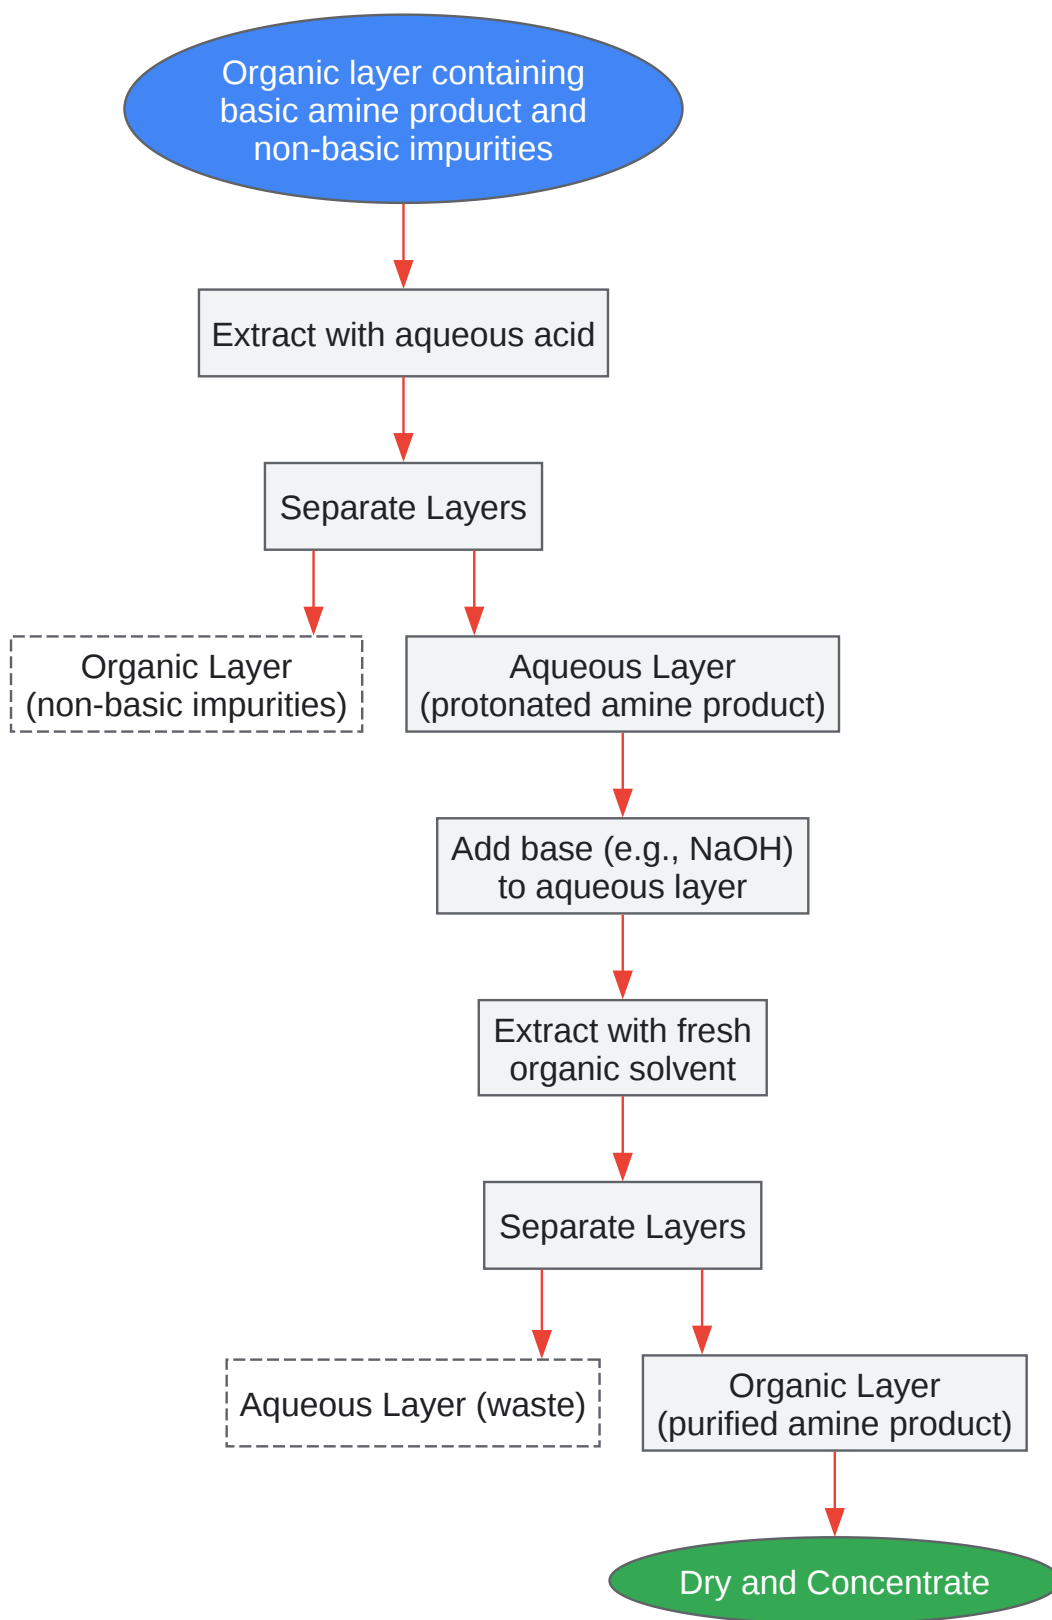 Organic layer containing
basic amine product and
non-basic impurities
Extract with aqueous acid
Separate Layers
Organic Layer
(non-basic impurities)
Aqueous Layer
(protonated amine product)
Add base (e.g., NaOH)
to aqueous layer
Extract with fresh
organic solvent
Separate Layers
Aqueous Layer (waste)
Organic Layer
(purified amine product)
Dry and Concentrate